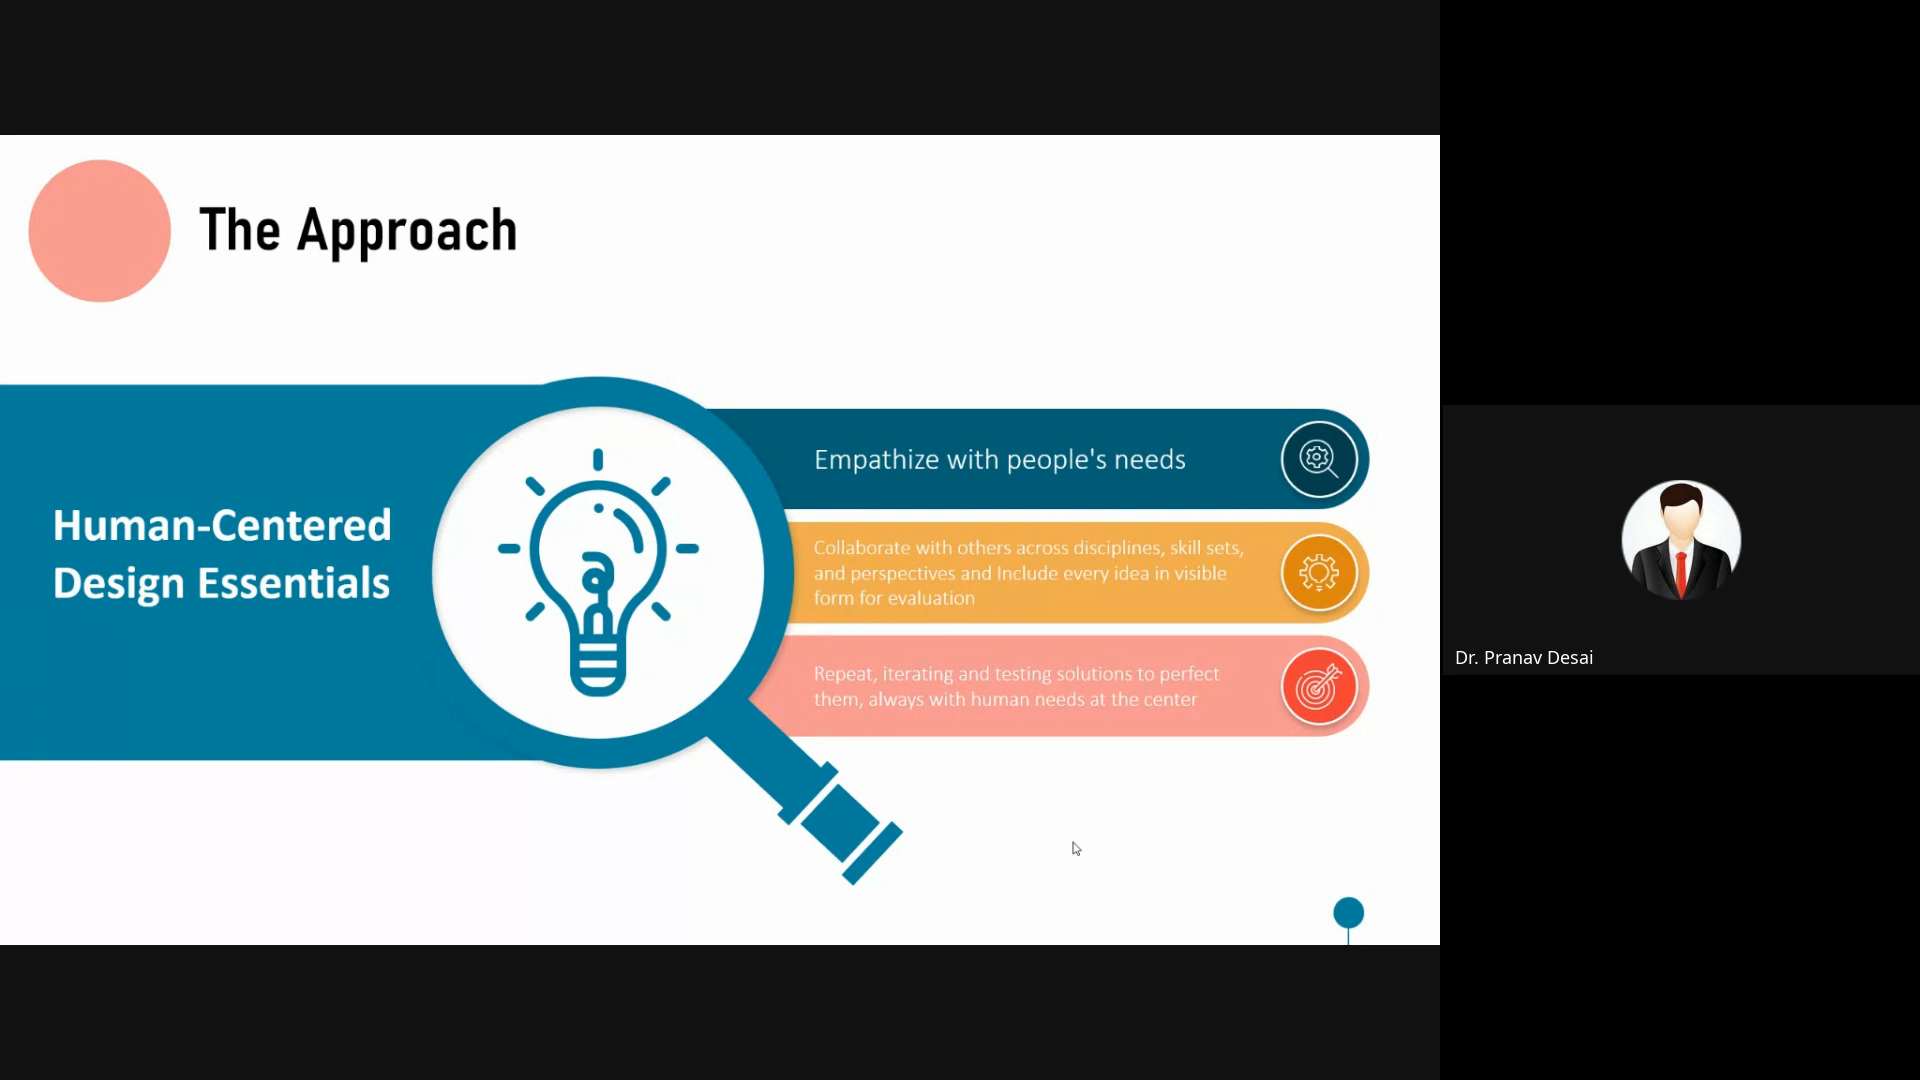 The Approach
Human-Centered
Design Essentials
Empathize with people's needs
Collaborate with others across disciplines, skill sets,
and perspectives and Include every idea in visible
form for evaluation
Repeat, iterating and testing solutions to perfect
them, always with human needs at the center
Dr. Pranav Desai